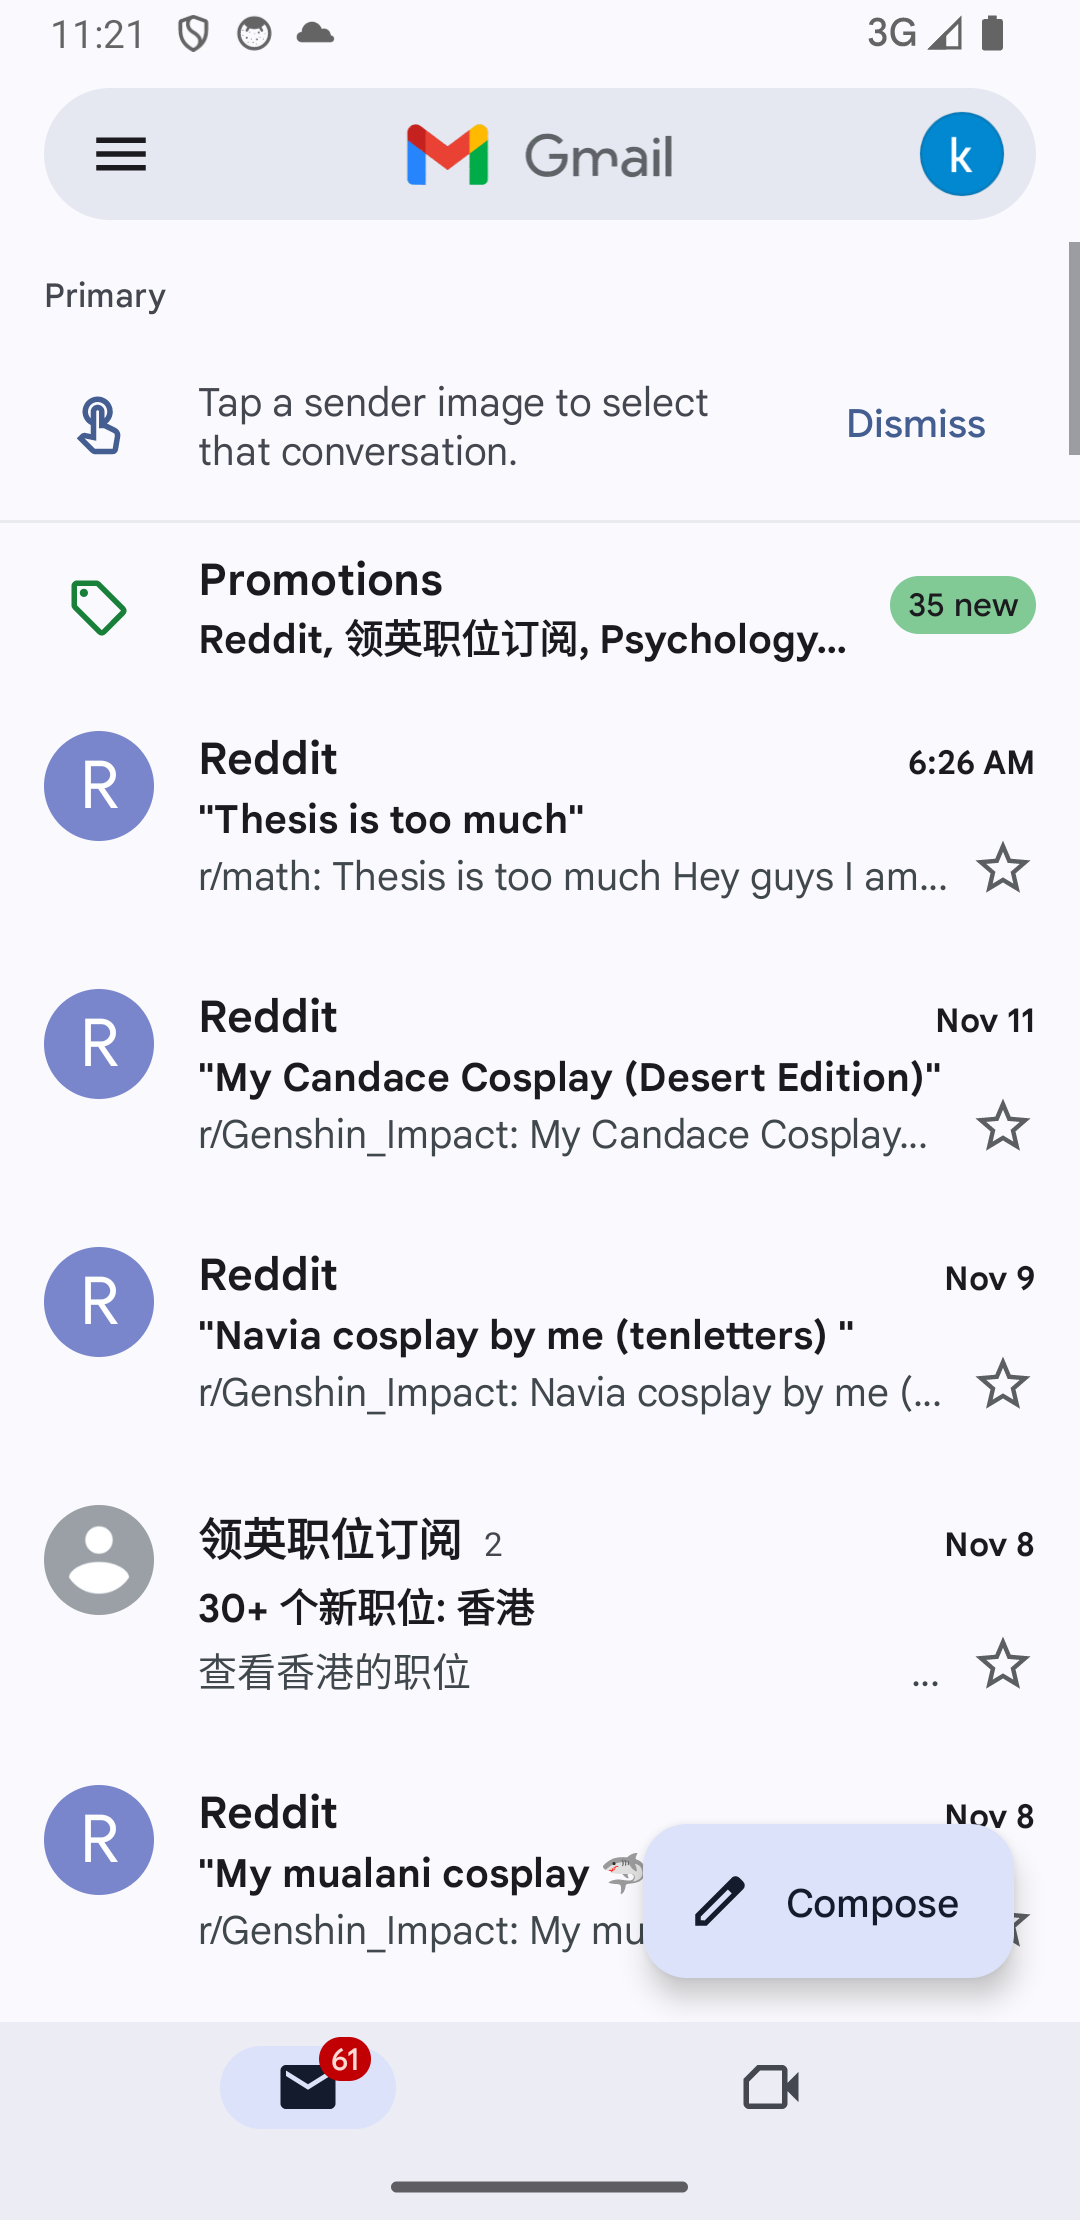 11:21
3G
Gmail
k
Primary
Tap a sender image to select
that conversation.
Dismiss
Promotions
35 new
Reddit, 领英职位订阅, Psychology...
R
Reddit
6:26 AM
"Thesis is too much"
r/math: Thesis is too much Hey guys I am...
R
Reddit
Nov 11
"My Candace Cosplay (Desert Edition)"
r/Genshin_Impact: My Candace Cosplay...
R
Reddit
Nov 9
"Navia cosplay by me (tenletters) "
r/Genshin_Impact: Navia cosplay by me (...
领英职位订阅 2
Nov 8
30+ 个新职位: 香港
查看香港的职位 ...
R
Reddit
Nov 8
"My mualani cosplay 🦈
r/Genshin_Impact: My mu
Compose
61